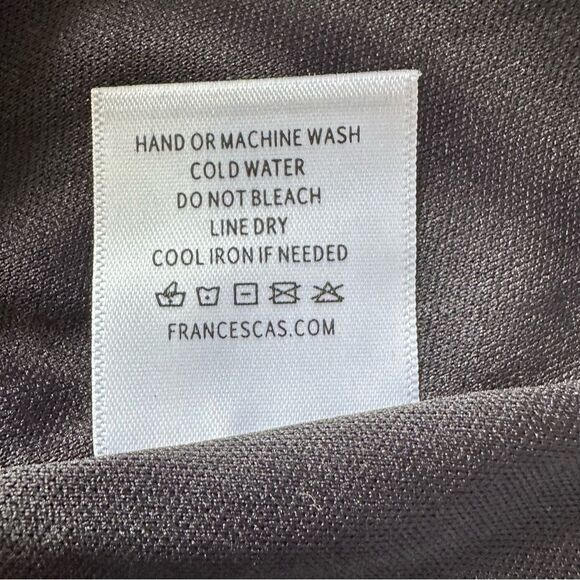 HAND OR MACHINE WASH
COLD WATER
DO NOT BLEACH
LINE DRY
COOL IRON IF NEEDED
FRANCESCAS.COM